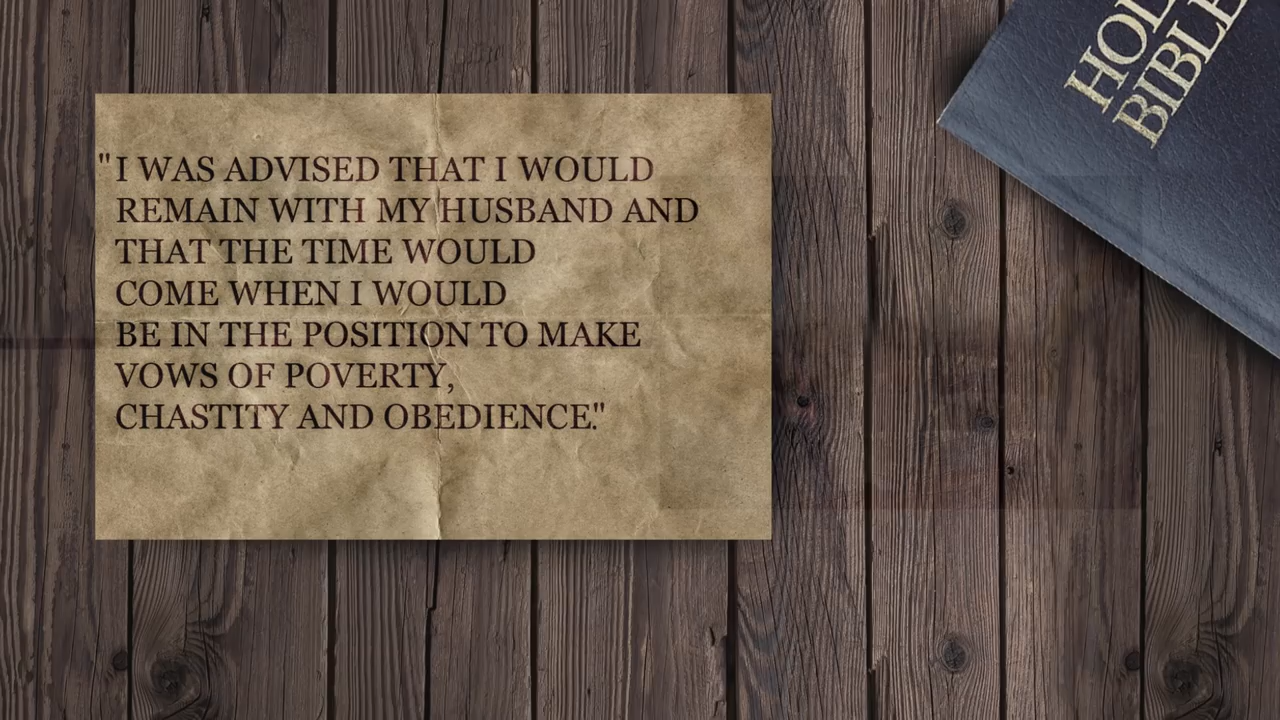 "I WAS ADVISED THAT I WOULD
REMAIN WITH MY HUSBAND AND
THAT THE TIME WOULD
COME WHEN I WOULD
BE IN THE POSITION TO MAKE
VOWS OF POVERTY,
CHASTITY AND OBEDIENCE."
HOLY
BIBLE